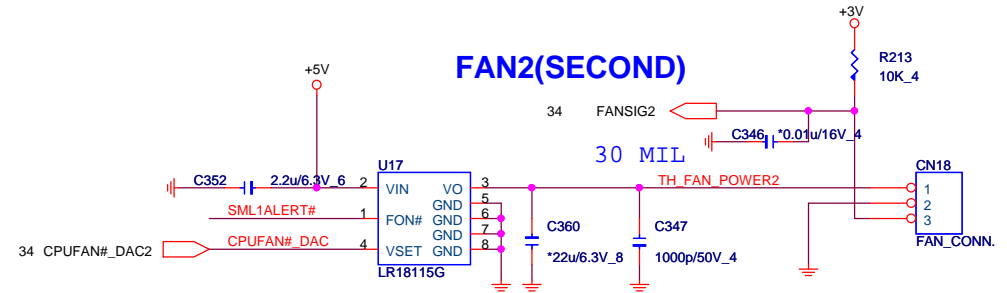 +3V
FAN2(SECOND)
R213
10K_4
+5V
34 FANSIG2
C346 *0.01u/16V_4
30 MIL
U17
CN18
C352 2.2u/6.3V_6
2 VIN VO 3
TH_FAN_POWER2
1
GND 5
2
SML1ALERT#
1 FON# GND 6
3
GND 7
C360
C347
FAN_CONN.
34 CPUFAN#_DAC2
CPUFAN#_DAC
4 VSET GND 8
*22u/6.3V_8
1000p/50V_4
LR18115G